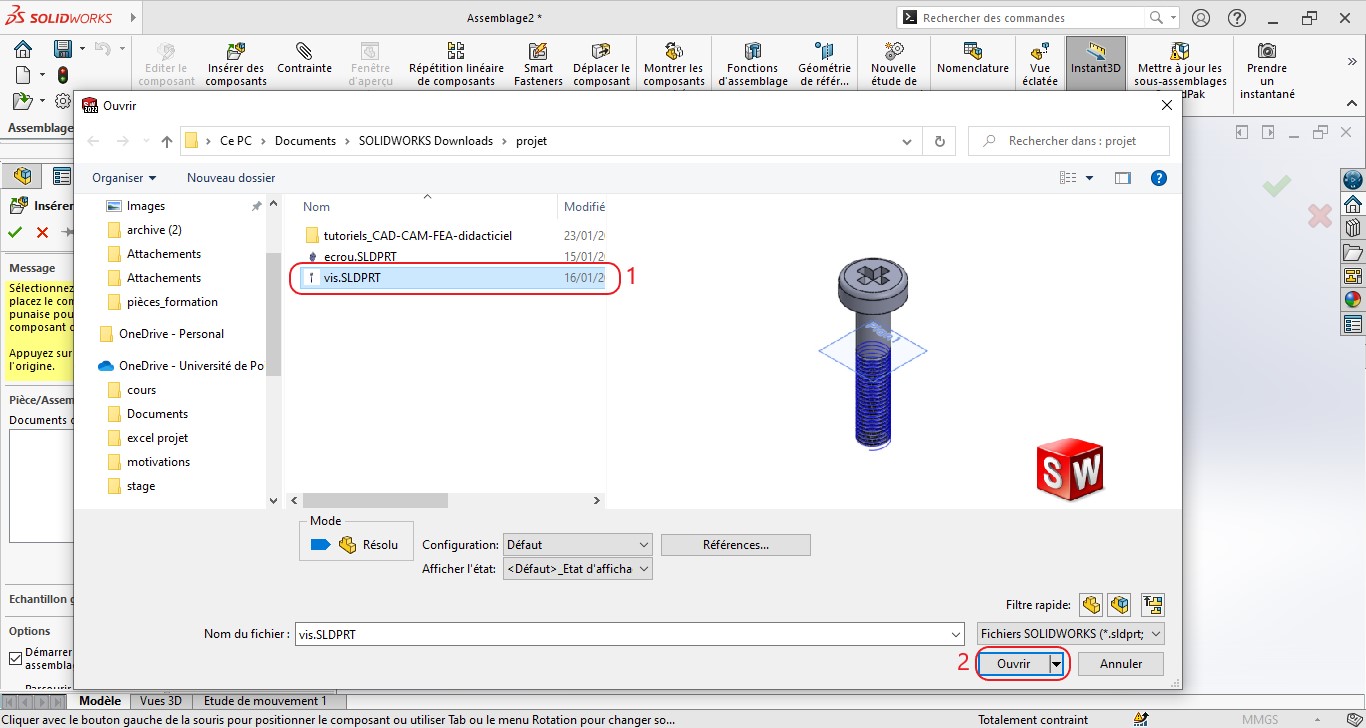 SOLIDWORKS
Assemblage2 *
Rechercher des commandes
Editer le composant
Insérer des composants
Contrainte
Fenêtre d'aperçu
Répétition linéaire de composants
Smart Fasteners
Déplacer le composant
Montrer les composants
Fonctions d'assemblage
Géométrie de référ...
Nouvelle étude de
Nomenclature
Vue éclatée
Instant3D
Mettre à jour les sous-assemblages
Prendre un instantané
Assemblage
Ouvrir
Ce PC
Documents
SOLIDWORKS Downloads
projet
Rechercher dans : projet
Organiser
Nouveau dossier
Insérer
Message
Sélectionnez
placez le com
punaise pou
composant d
Appuyez sur
l'origine.
Pièce/Assem
Documents o
Echantillon g
Options
Démarrer
assembla
Images
archive (2)
Attachements
Attachements
pièces_formation
OneDrive - Personal
OneDrive - Université de Po
cours
Documents
excel projet
motivations
stage
Nom
Modifié
tutoriels_CAD-CAM-FEA-didacticiel
23/01/2
ecrou.SLDPRT
15/01/2
vis.SLDPRT
16/01/2
1
SW
Mode
Résolu
Configuration:
Défaut
Références...
Afficher l'état:
<Défaut>_Etat d'afficha
Filtre rapide:
Nom du fichier :
vis.SLDPRT
Fichiers SOLIDWORKS (*.sldprt;
2
Ouvrir
Annuler
Modèle
Vues 3D
Etude de mouvement 1
Cliquer avec le bouton gauche de la souris pour positionner le composant ou utiliser Tab ou le menu Rotation pour changer so...
Totalement contraint
MMGS